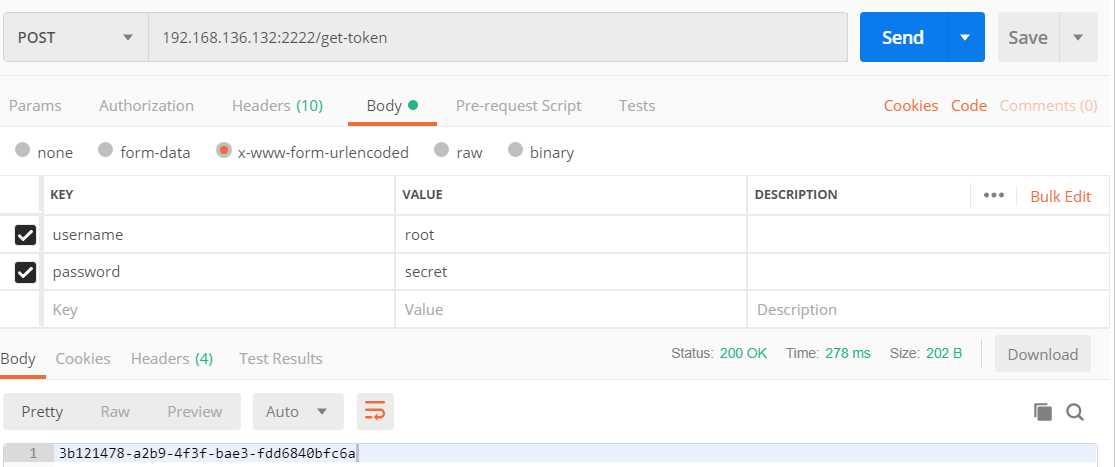 POST 192.168.136.132:2222/get-token Send Save
Params Authorization Headers (10) Body Pre-request Script Tests Cookies Code Comments (0)
none form-data x-www-form-urlencoded raw binary
KEY VALUE DESCRIPTION ••• Bulk Edit
username root
password secret
Key Value Description
Body Cookies Headers (4) Test Results Status: 200 OK Time: 278 ms Size: 202 B Download
Pretty Raw Preview Auto
1 3b121478-a2b9-4f3f-bae3-fdd6840bfc6a